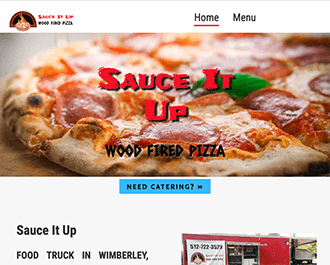 Sauce It Up
WOOD FIRED PIZZA
Home Menu
Sauce It
Up
WOOD FIRED PIZZA
NEED CATERING? »
Sauce It Up
FOOD TRUCK IN WIMBERLEY,
512-722-3579